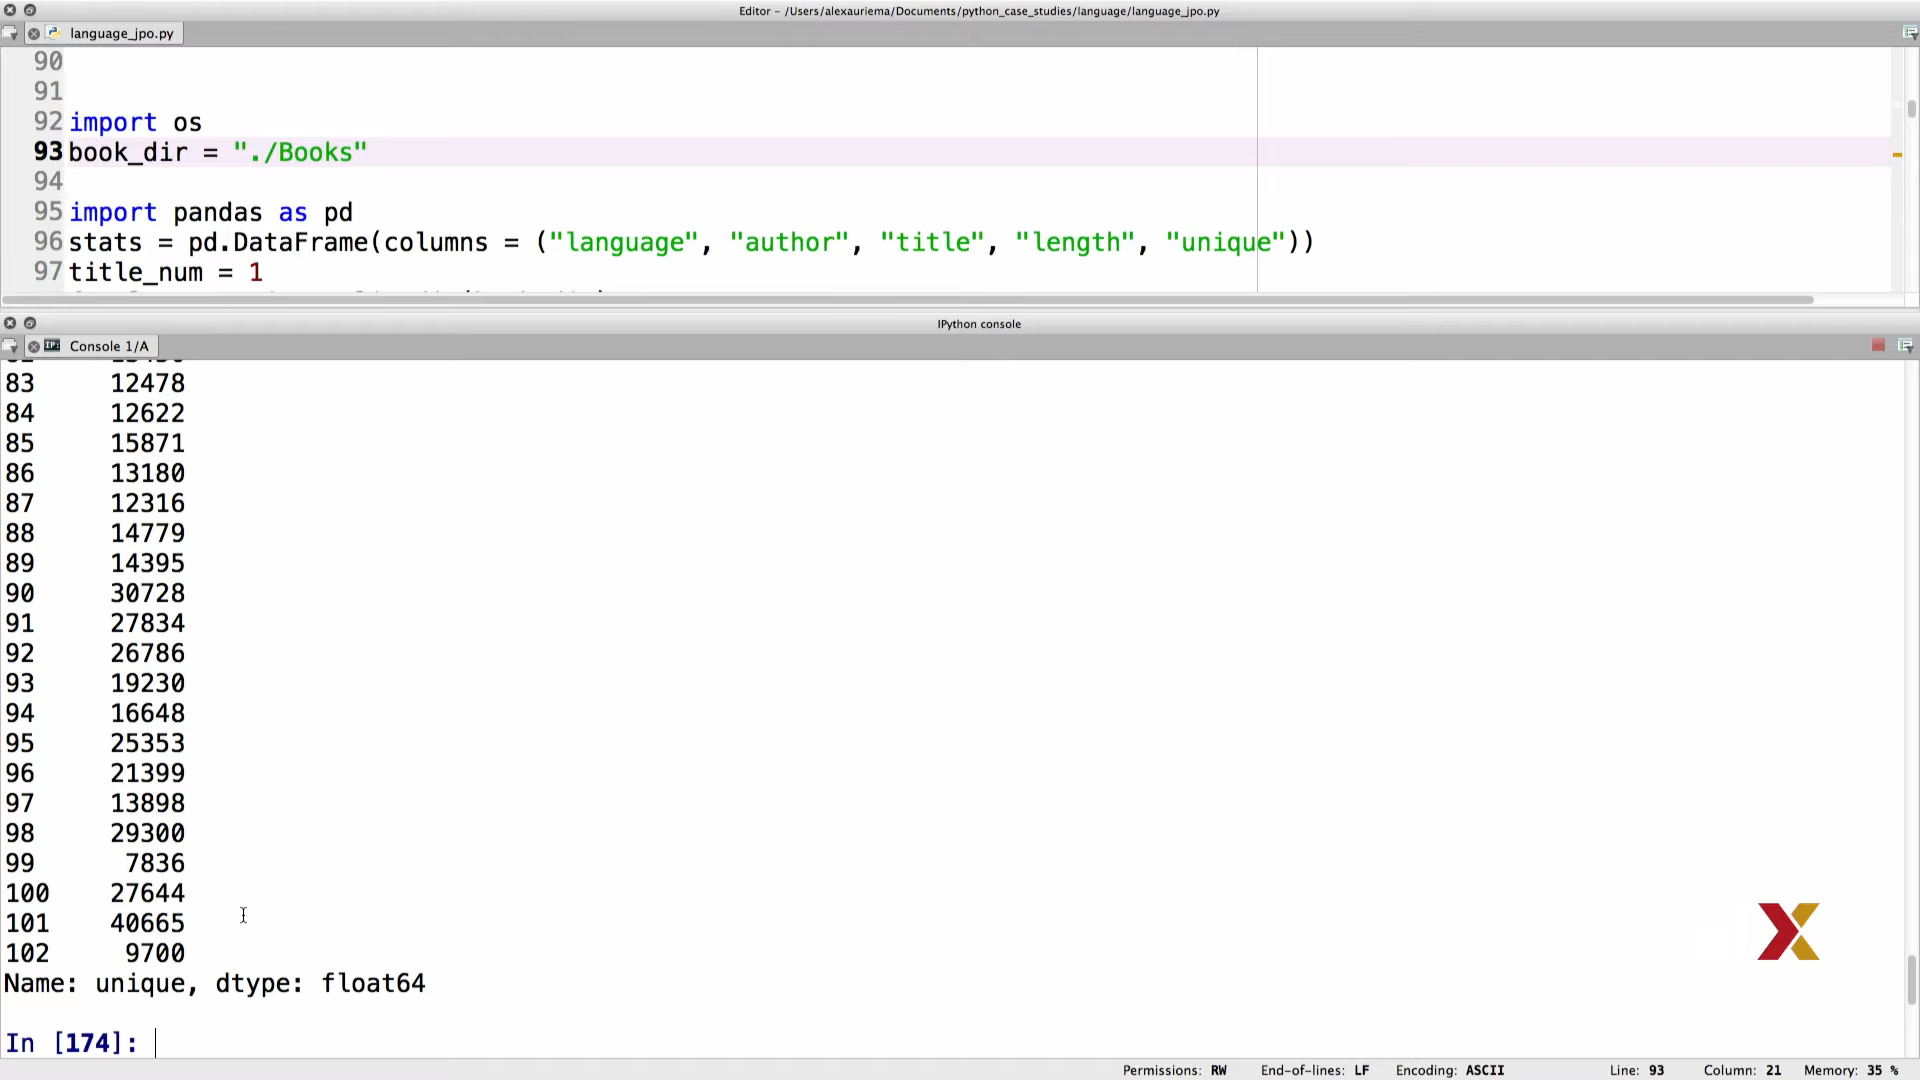 Editor – /Users/alexauriema/Documents/python_case_studies/language/language_jpo.py
language_jpo.py
90
91
92 import os
93 book_dir = "./Books"
94
95 import pandas as pd
96 stats = pd.DataFrame(columns = ("language", "author", "title", "length", "unique"))
97 title_num = 1
IPython console
IP: Console 1/A
83 12478
84 12622
85 15871
86 13180
87 12316
88 14779
89 14395
90 30728
91 27834
92 26786
93 19230
94 16648
95 25353
96 21399
97 13898
98 29300
99 7836
100 27644
101 40665
102 9700
Name: unique, dtype: float64
In [174]:
Permissions: RW End-of-lines: LF Encoding: ASCII Line: 93 Column: 21 Memory: 35 %